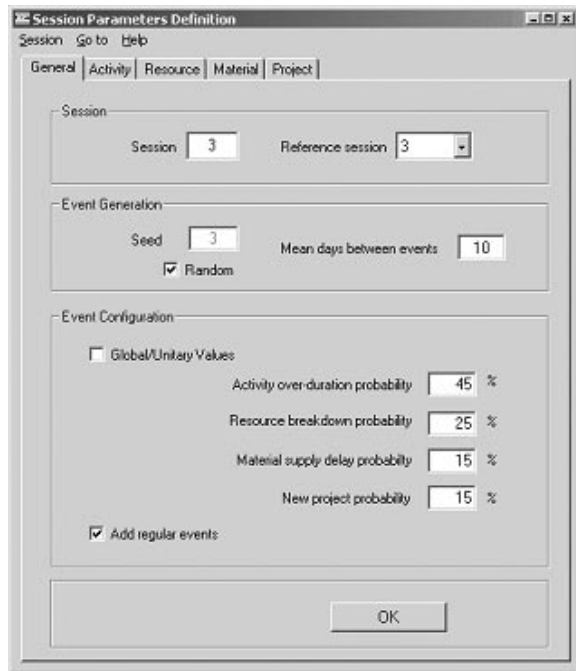 Session Parameters Definition
Session Go to Help
General Activity Resource Material Project
Session
Session 3 Reference session 3
Event Generation
Seed 3 Mean days between events 10
Random
Event Configuration
Global/Unitary Values
Activity over-duration probability 45 %
Resource breakdown probability 25 %
Material supply delay probabilty 15 %
New project probability 15 %
Add regular events
OK